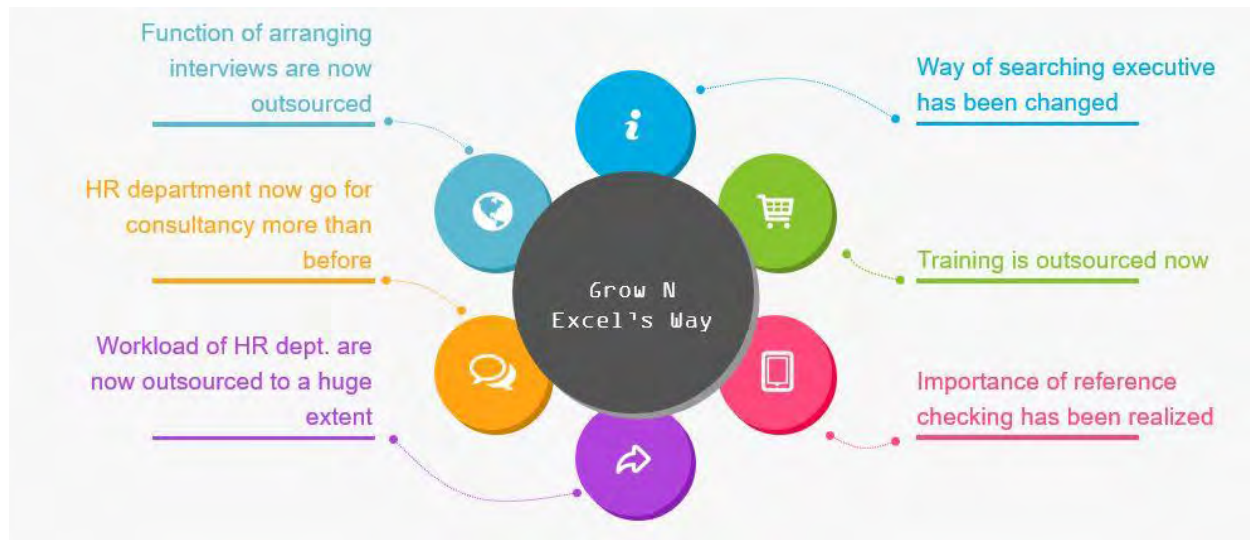 Function of arranging
interviews are now
outsourced
HR department now go for
consultancy more than
before
Workload of HR dept. are
now outsourced to a huge
extent
Grow N
Excel's Way
Way of searching executive
has been changed
Training is outsourced now
Importance of reference
checking has been realized